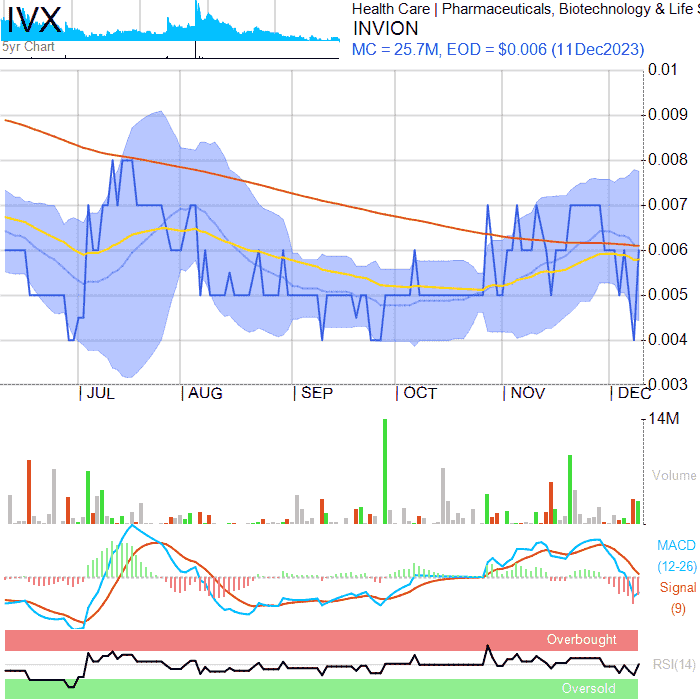 IVX
5yr Chart
Health Care | Pharmaceuticals, Biotechnology & Life
INVION
MC = 25.7M, EOD = $0.006 (11Dec2023)
0.01
0.009
0.008
0.007
0.006
0.005
0.004
0.003
JUL AUG SEP OCT NOV DEC
14M
Volume
MACD
(12-26)
Signal
(9)
Overbought
RSI(14)
Oversold